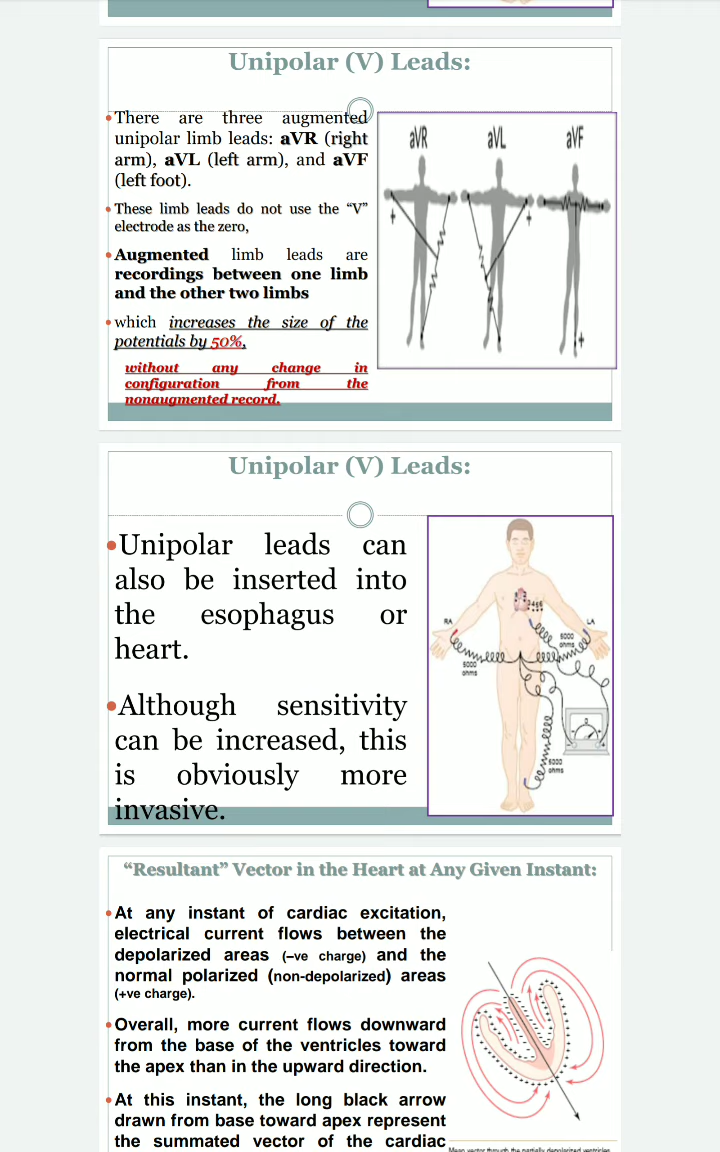 Unipolar (V) Leads:
•There are three augmented
unipolar limb leads: aVR (right
arm), aVL (left arm), and aVF
(left foot).
•These limb leads do not use the “V”
electrode as the zero,
•Augmented limb leads are
recordings between one limb
and the other two limbs
•which increases the size of the
potentials by 50%,
without any change in
configuration from the
nonaugmented record.
aVR aVL aVF
+ + +
Unipolar (V) Leads:
•Unipolar leads can
also be inserted into
the esophagus or
heart.
•Although sensitivity
can be increased, this
is obviously more
invasive.
RA
LA
5000
ohms
5000
ohms
5000
ohms
“Resultant” Vector in the Heart at Any Given Instant:
•At any instant of cardiac excitation,
electrical current flows between the
depolarized areas (–ve charge) and the
normal polarized (non-depolarized) areas
(+ve charge).
•Overall, more current flows downward
from the base of the ventricles toward
the apex than in the upward direction.
•At this instant, the long black arrow
drawn from base toward apex represent
the summated vector of the cardiac
Mean vector through the partially depolarized ventricles